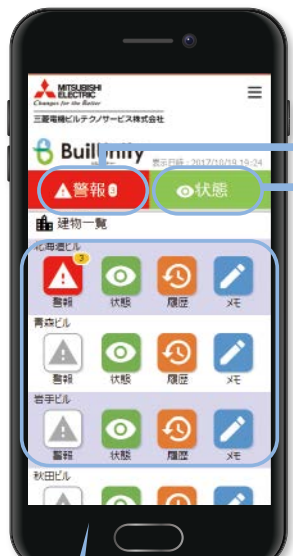 MITSUBISHI
ELECTRIC
Changes for the Better
三菱電機ビルテクノサービス株式会社
BuilUnity
表示日時：2017/10/19 19:24
警報 3
状態
建物一覧
北海道ビル
3
警報 状態 履歴 メモ
青森ビル
警報 状態 履歴 メモ
岩手ビル
警報 状態 履歴 メモ
秋田ビル